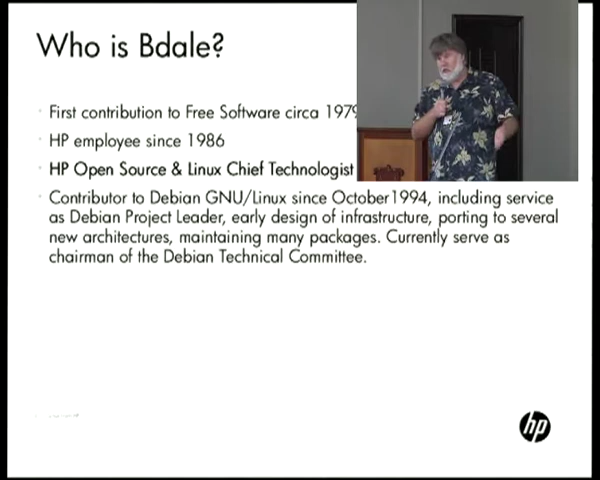 Who is Bdale?
First contribution to Free Software circa 1979
HP employee since 1986
HP Open Source & Linux Chief Technologist
Contributor to Debian GNU/Linux since October1994, including service
as Debian Project Leader, early design of infrastructure, porting to several
new architectures, maintaining many packages. Currently serve as
chairman of the Debian Technical Committee.
hp